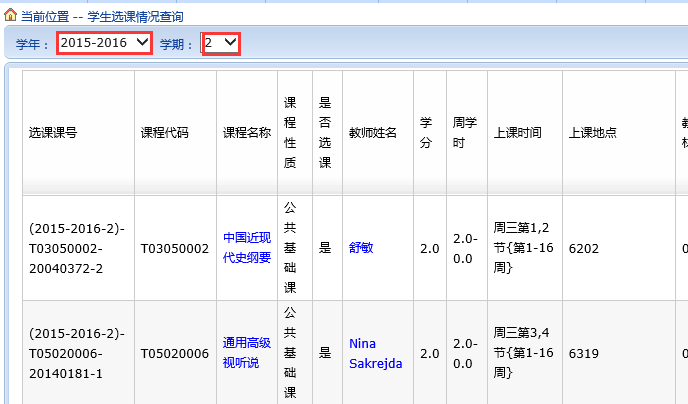 当前位置 -- 学生选课情况查询
学年： 2015-2016 学期： 2
选课课号 课程代码 课程名称 课程性质 是否选课 教师姓名 学分 周学时 上课时间 上课地点
(2015-2016-2)-
T03050002-
20040372-2
T03050002
中国近现
代史纲要
公
共
基
础
课
是
舒敏
2.0
2.0-
0.0
周三第1,2
节{第1-16
周}
6202
(2015-2016-2)-
T05020006-
20140181-1
T05020006
通用高级
视听说
公
共
基
础
课
是
Nina
Sakrejda
2.0
2.0-
0.0
周三第3,4
节{第1-16
周}
6319